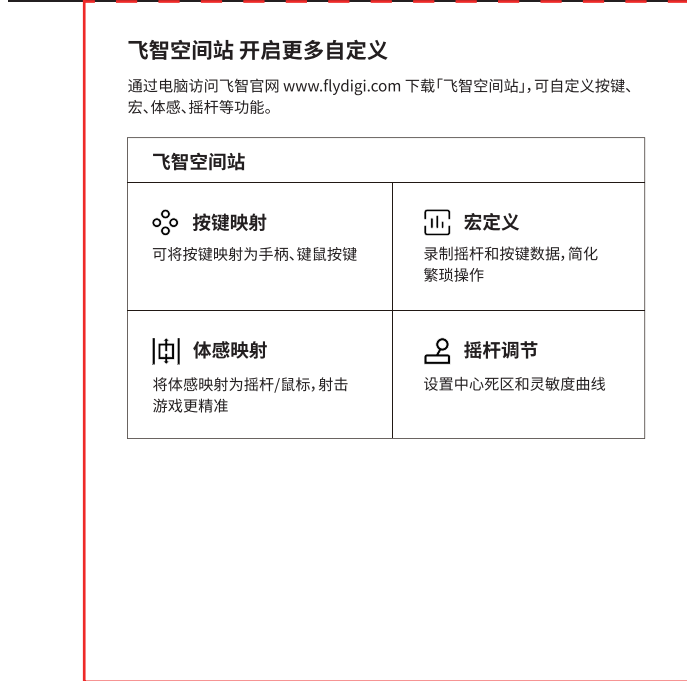 飞智空间站 开启更多自定义
通过电脑访问飞智官网 www.flydigi.com 下载「飞智空间站」，可自定义按键、
宏、体感、摇杆等功能。
飞智空间站
按键映射
可将按键映射为手柄、键鼠按键
宏定义
录制摇杆和按键数据，简化
繁琐操作
体感映射
将体感映射为摇杆/鼠标，射击
游戏更精准
摇杆调节
设置中心死区和灵敏度曲线